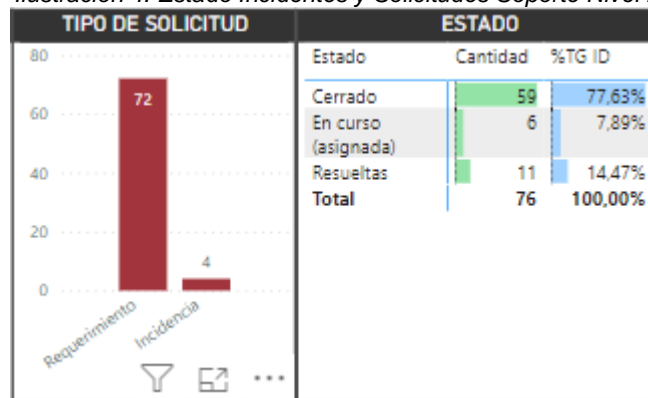 TIPO DE SOLICITUD
80
60
40
20
0
72
4
Requerimiento
Incidencia
ESTADO
Estado Cantidad %TG ID
Cerrado 59 77,63%
En curso (asignada) 6 7,89%
Resueltas 11 14,47%
Total 76 100,00%